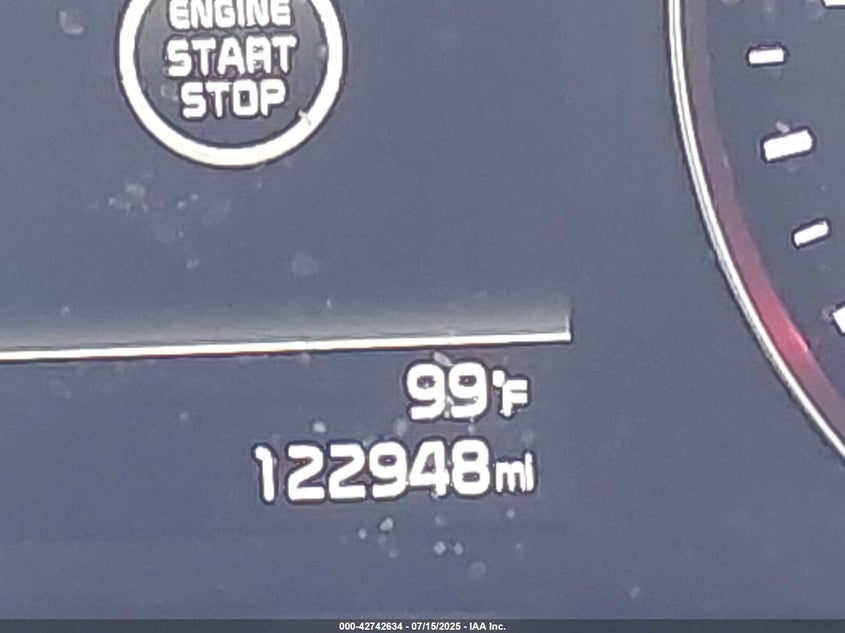 ENGINE
START
STOP
99°F
122948mi
000-42742634 - 07/15/2025 - IAA Inc.